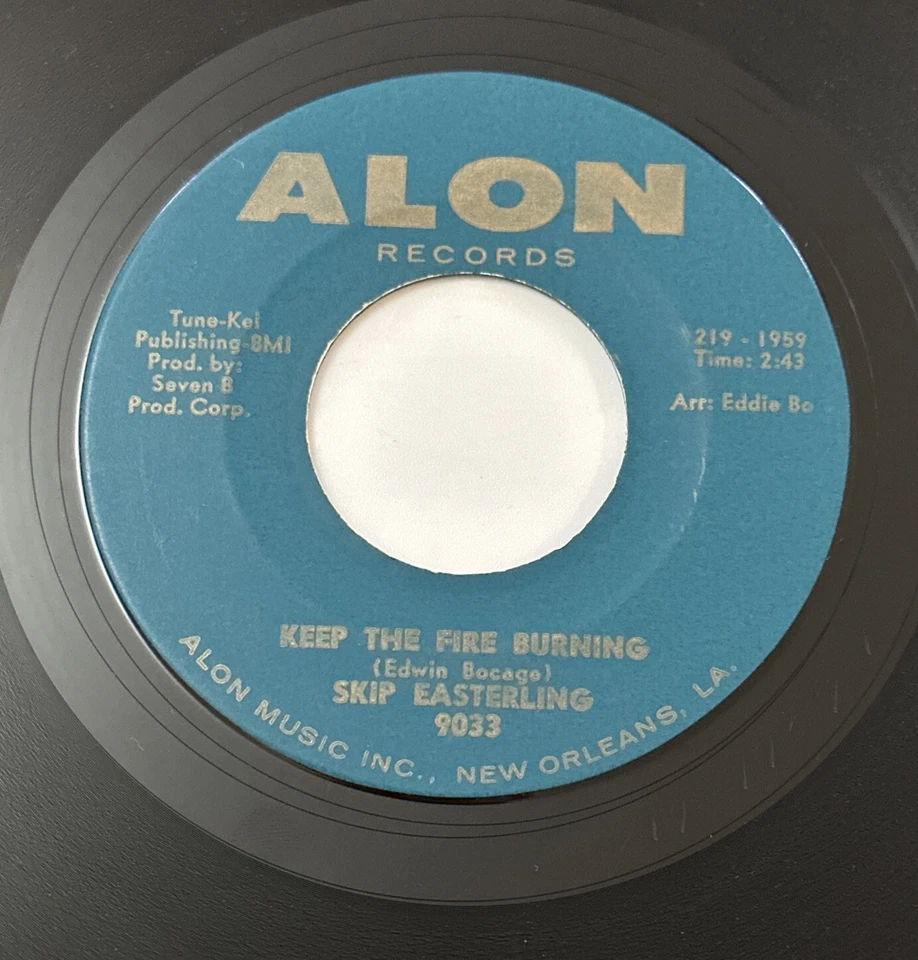 ALON
RECORDS
Tune-Kel
Publishing-BMI
Prod. by:
Seven B
Prod. Corp.
219 - 1959
Time: 2:43
Arr: Eddie Bo
KEEP THE FIRE BURNING
(Edwin Bocage)
SKIP EASTERLING
9033
ALON MUSIC INC., NEW ORLEANS, LA.